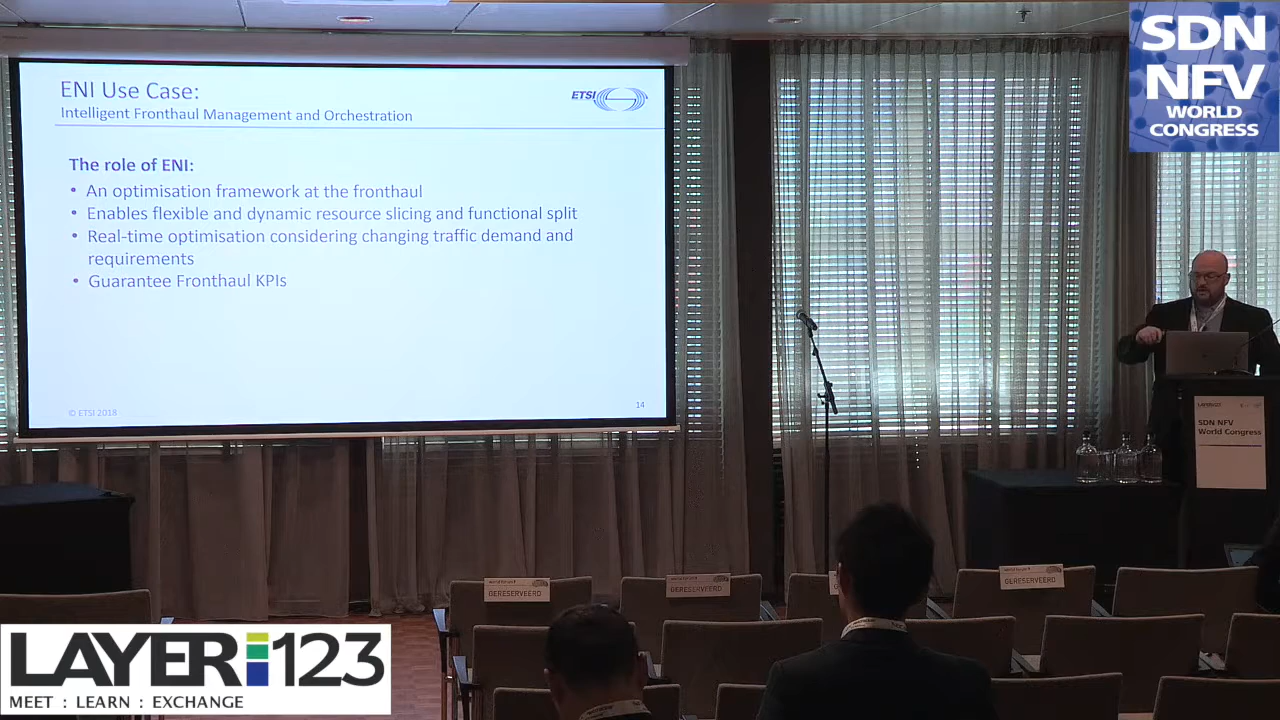 ENI Use Case:
Intelligent Fronthaul Management and Orchestration
ETSI
The role of ENI:
• An optimisation framework at the fronthaul
• Enables flexible and dynamic resource slicing and functional split
• Real-time optimisation considering changing traffic demand and
requirements
• Guarantee Fronthaul KPIs
© ETSI 2018
14
SDN
NFV
WORLD
CONGRESS
SDN NFV
World Congress
GERESERVEERD
GERESERVEERD
GERESERVEERD
LAYER123
MEET : LEARN : EXCHANGE